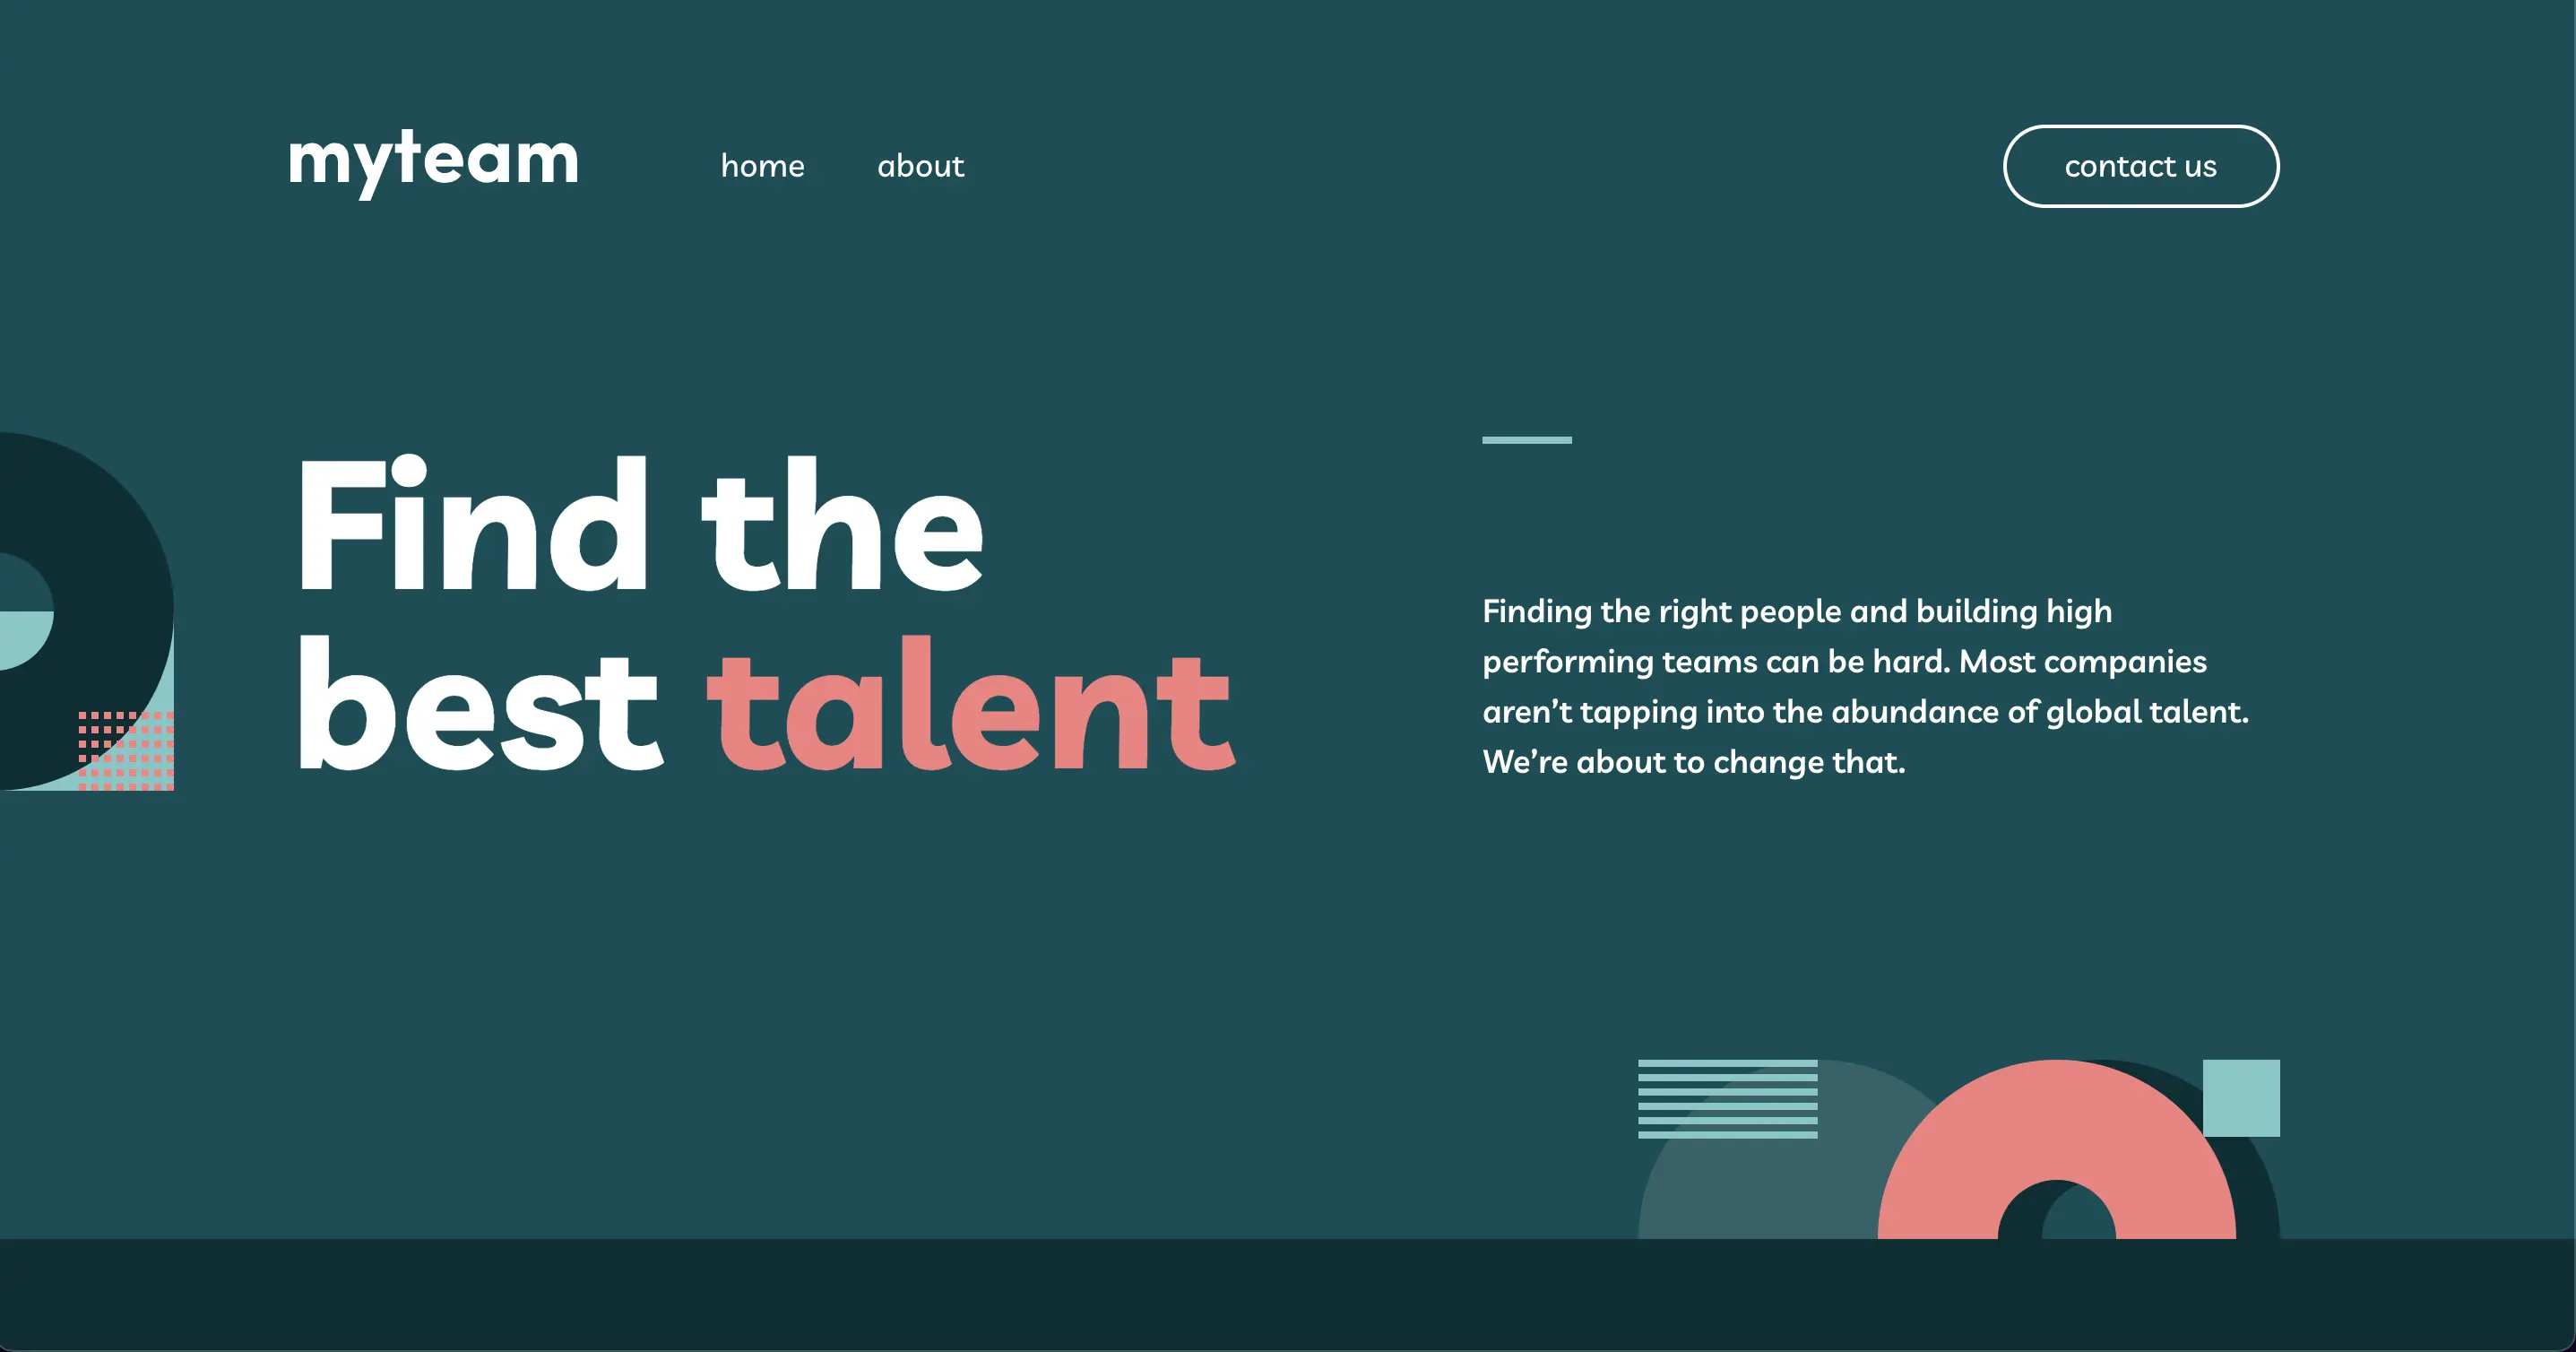 myteam
home
about
contact us
Find the
best talent
Finding the right people and building high
performing teams can be hard. Most companies
aren’t tapping into the abundance of global talent.
We’re about to change that.